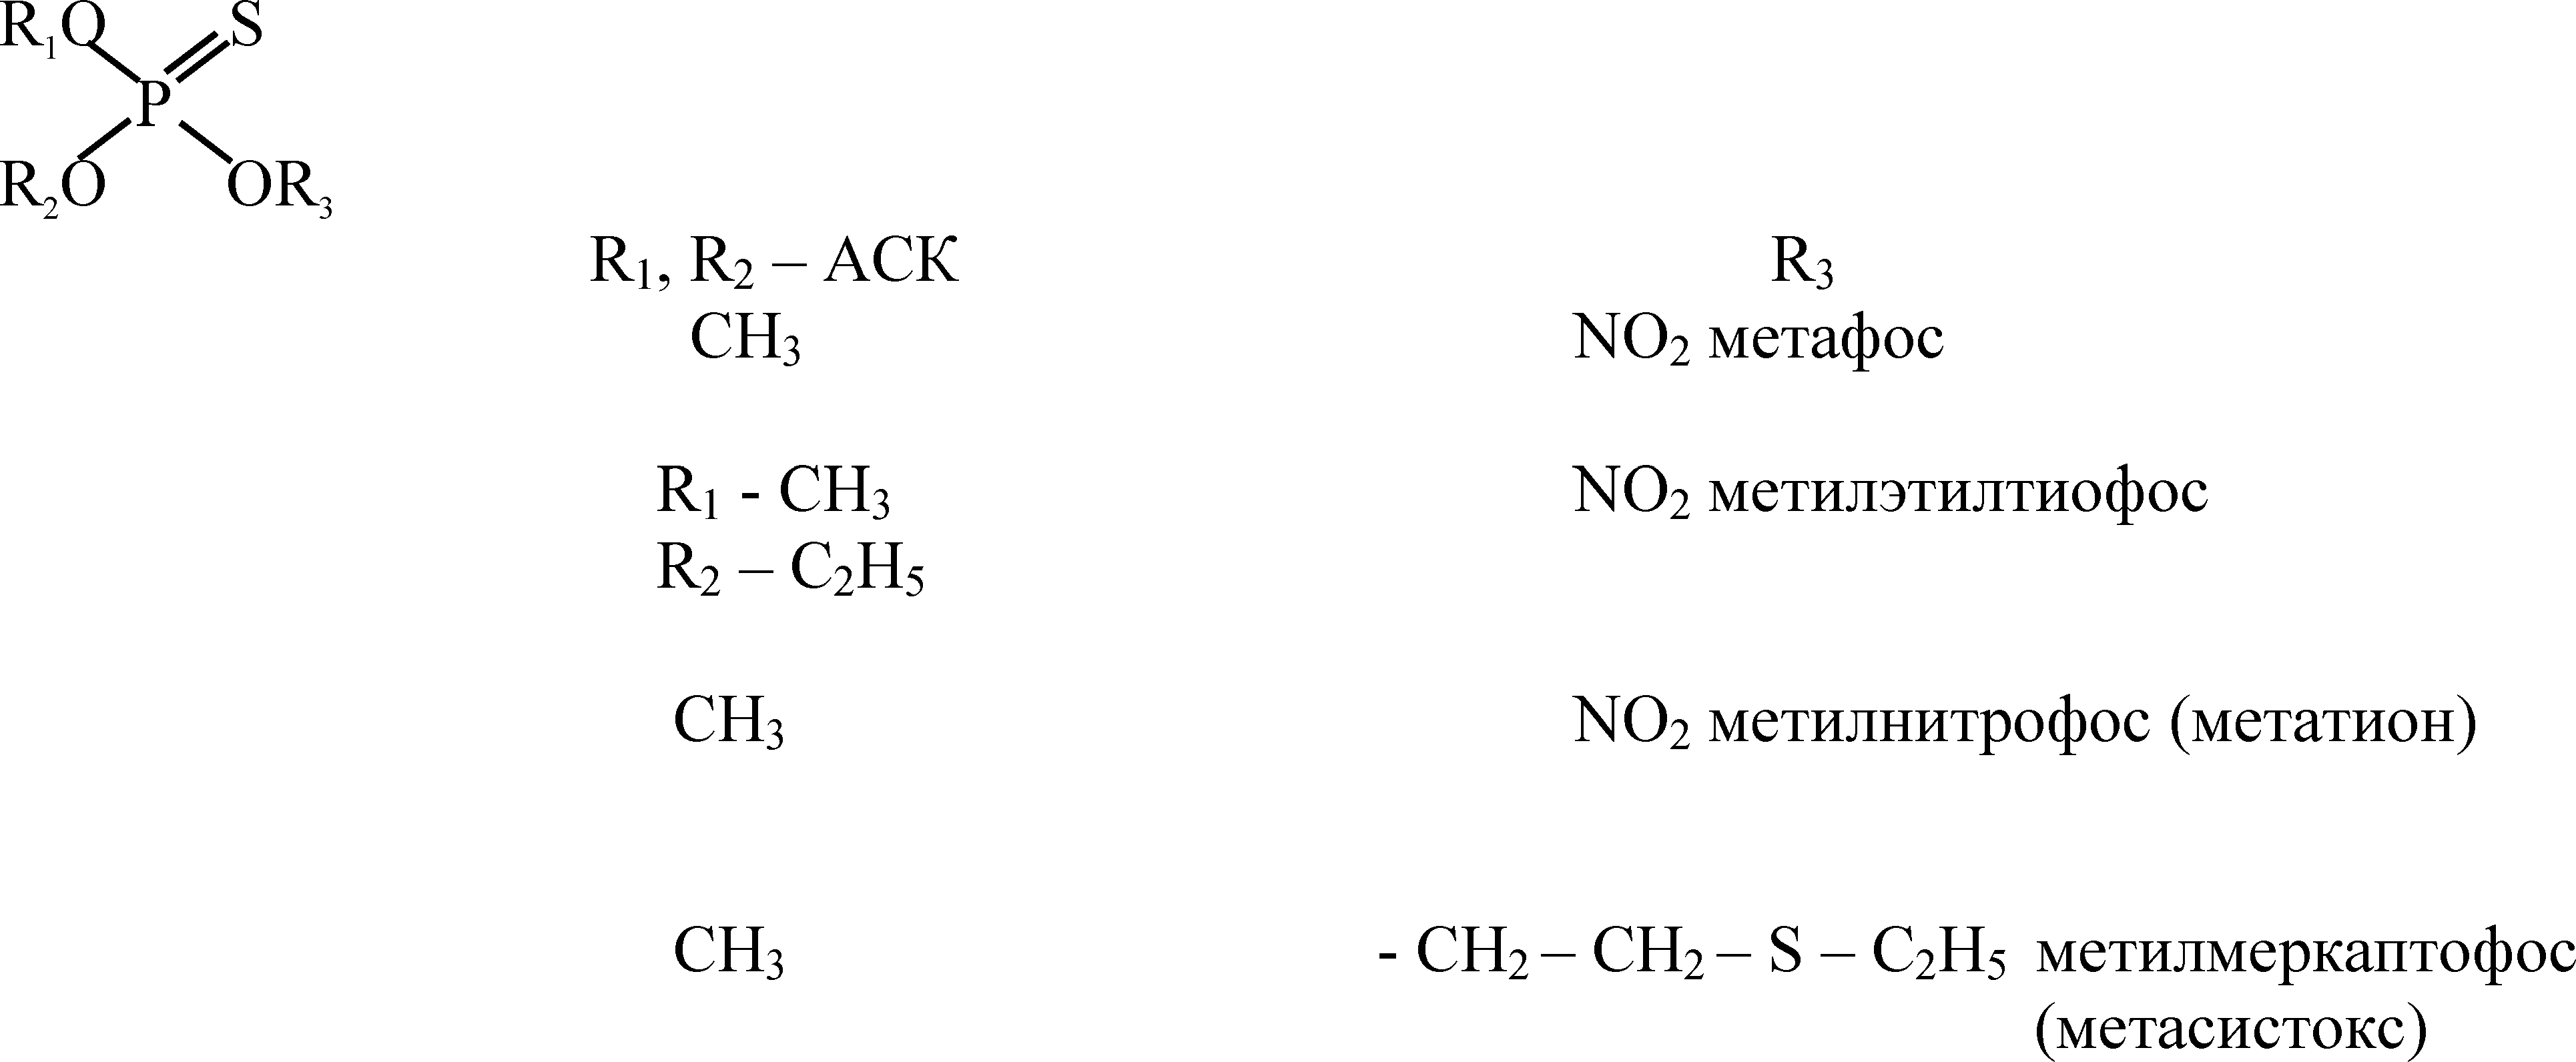 R₁O S
P
R₂O OR₃
R₁, R₂ – АСК R₃
CH₃ NO₂ метафос
R₁ - CH₃ NO₂ метилэтилтиофос
R₂ – C₂H₅
CH₃ NO₂ метилнитрофос (метатион)
CH₃ - CH₂ – CH₂ – S – C₂H₅ метилмеркаптофос
(метасистокс)